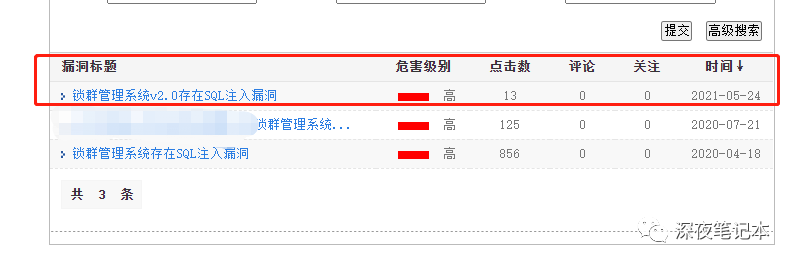 提交 高级搜索
漏洞标题 危害级别 点击数 评论 关注 时间↓
锁群管理系统v2.0存在SQL注入漏洞 高 13 0 0 2021-05-24
锁群管理系统... 高 125 0 0 2020-07-21
锁群管理系统存在SQL注入漏洞 高 856 0 0 2020-04-18
共 3 条
深夜笔记本